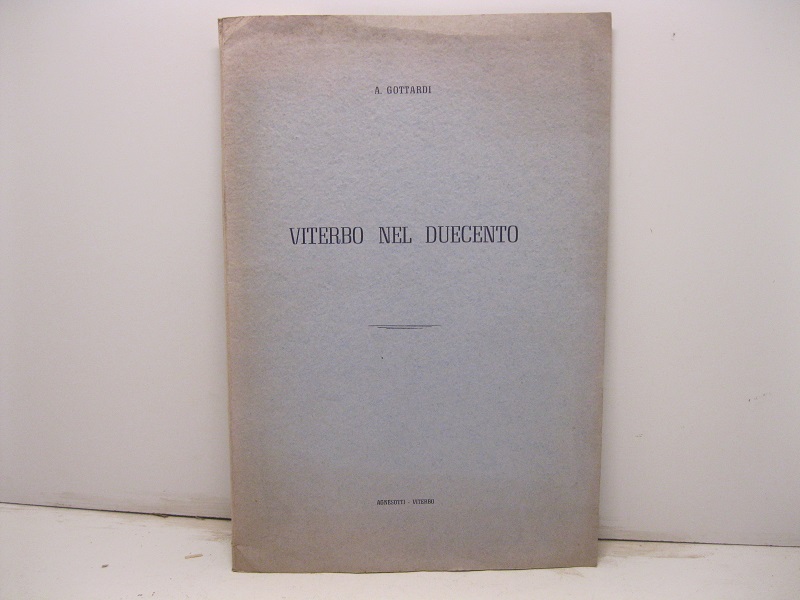 A. GOTTARDI
VITERBO NEL DUECENTO
AGNESOTTI - VITERBO